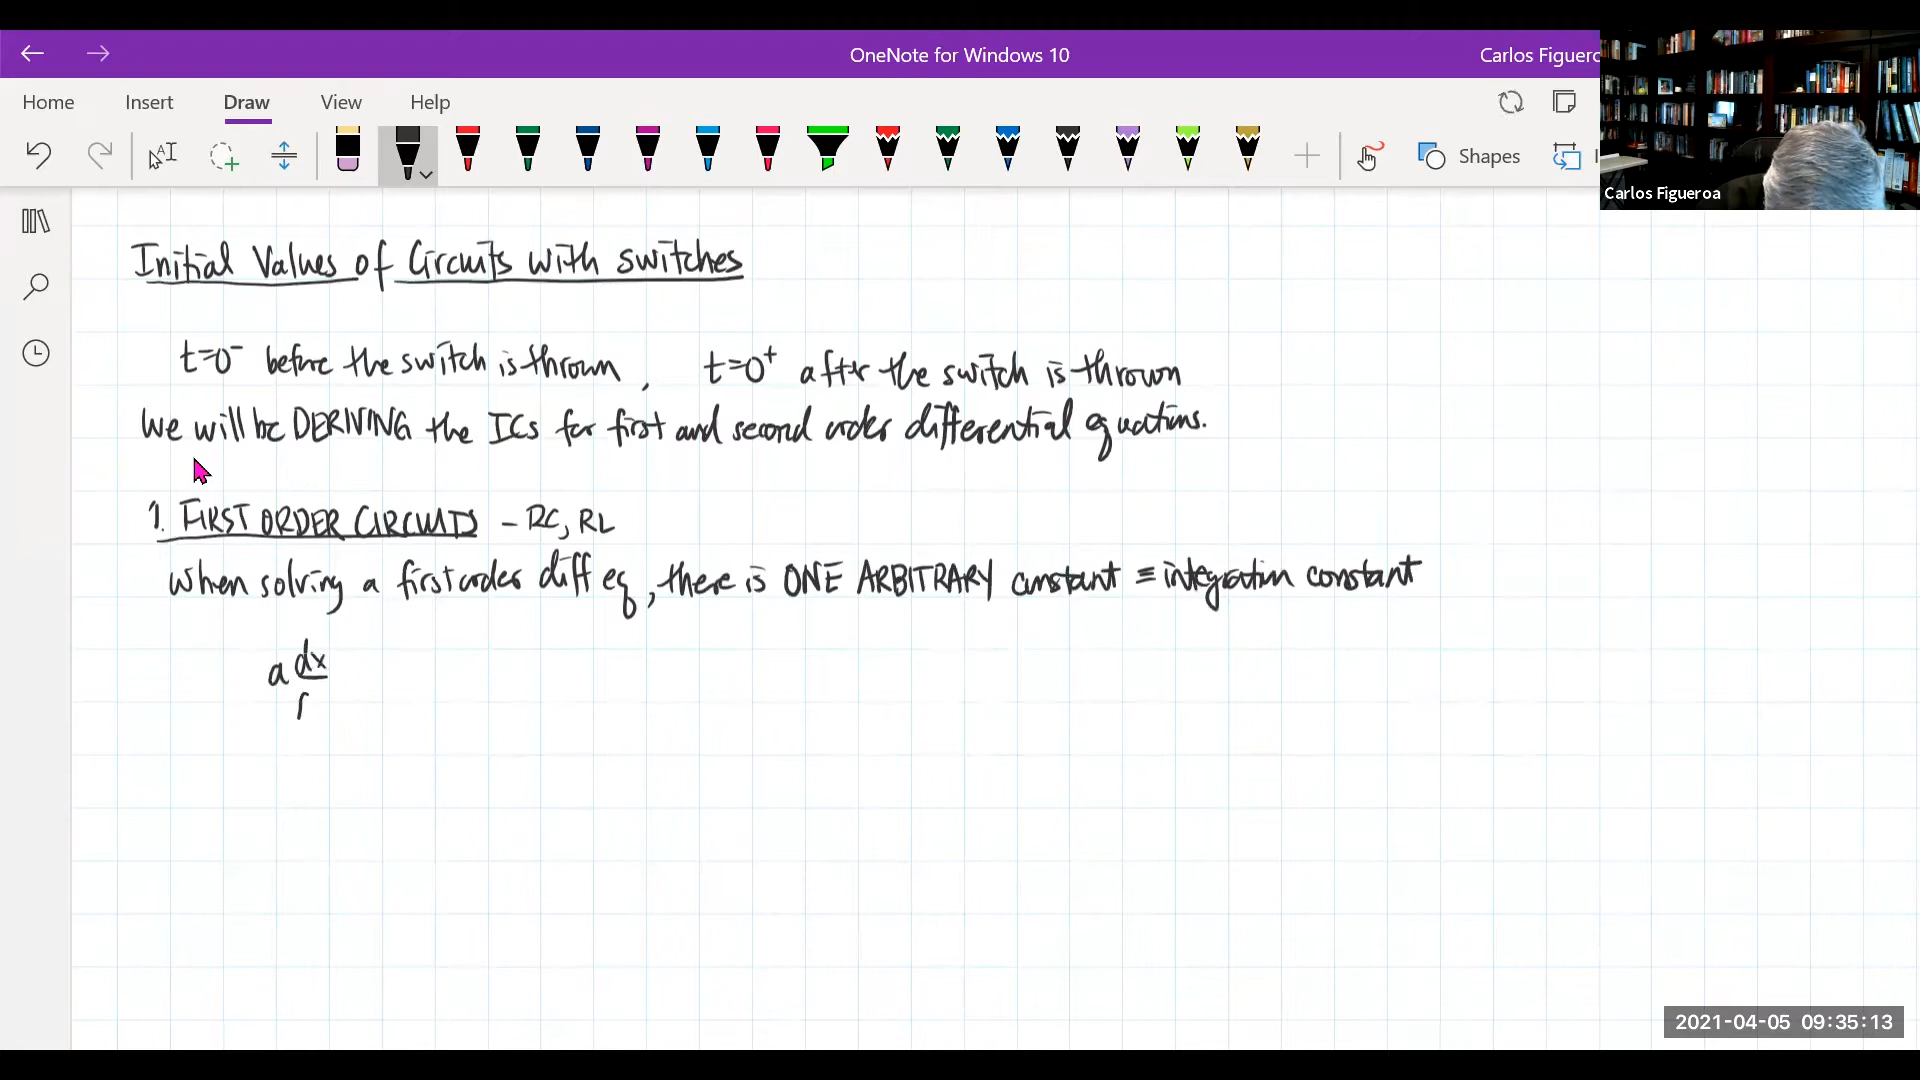 OneNote for Windows 10
Carlos Figuero
Home Insert Draw View Help
Shapes
Carlos Figueroa
Initial Values of Circuits with switches
t=0⁻ before the switch is thrown, t=0⁺ after the switch is thrown
We will be DERIVING the ICs for first and second order differential equations.
1. FIRST ORDER CIRCUITS - RC, RL
When solving a first order diff eq, there is ONE ARBITRARY constant ≡ integration constant
a dx
2021-04-05 09:35:13